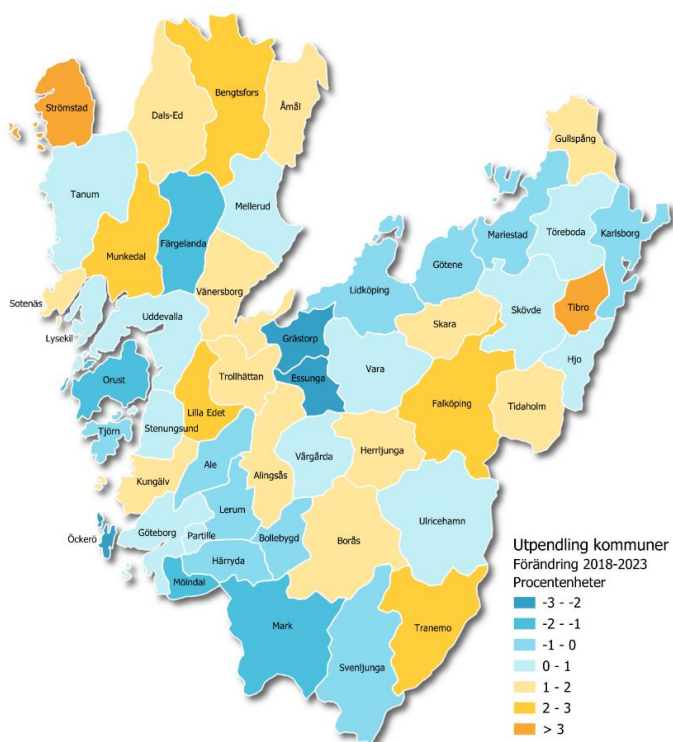 Bengtsfors
Åmål
Strömstad
Dals-Ed
Gullspång
Tanum
Mellerud
Mariestad
Töreboda
Karlsborg
Munkedal
Färgelanda
Götene
Vänersborg
Lidköping
Sotenäs
Skövde
Tibro
Uddevalla
Skara
Lysekil
Grästorp
Hjo
Trollhättan
Vara
Essunga
Orust
Falköping
Tidaholm
Lilla Edet
Tjörn
Stenungsund
Herrljunga
Vårgårda
Ale
Alingsås
Kungälv
Lerum
Ulricehamn
Göteborg
Partille
Borås
Öckerö
Bollebygd
Härryda
Mölndal
Mark
Tranemo
Svenljunga
Utpendling kommuner
Förändring 2018-2023
Procentenheter
-3 - -2
-2 - -1
-1 - 0
0 - 1
1 - 2
2 - 3
> 3